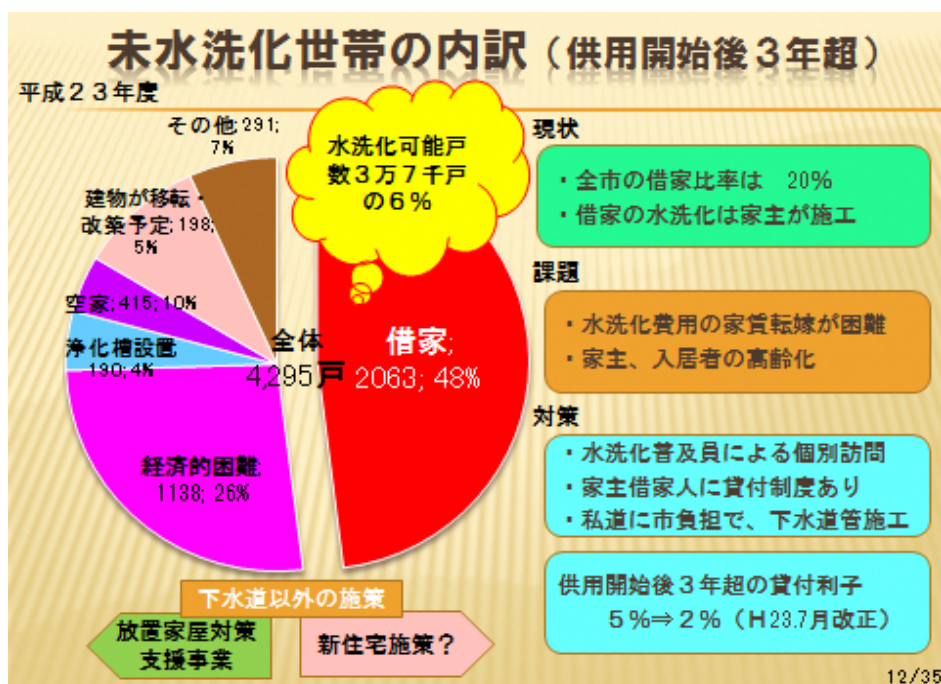 未水洗化世帯の内訳（供用開始後３年超）
平成２３年度
その他; 291;
7%
建物が移転・
改築予定; 198;
5%
空家; 415; 10%
浄化槽設置;
190; 4%
経済的困難;
1138; 26%
全体
4,295戸
借家;
2063; 48%
水洗化可能戸
数３万７千戸
の６％
現状
・全市の借家比率は　20%
・借家の水洗化は家主が施工
課題
・水洗化費用の家賃転嫁が困難
・家主、入居者の高齢化
対策
・水洗化普及員による個別訪問
・家主借家人に貸付制度あり
・私道に市負担で、下水道管施工
供用開始後３年超の貸付利子
５％⇒２％（Ｈ23.7月改正）
下水道以外の施策
放置家屋対策
支援事業
新住宅施策？
12/35